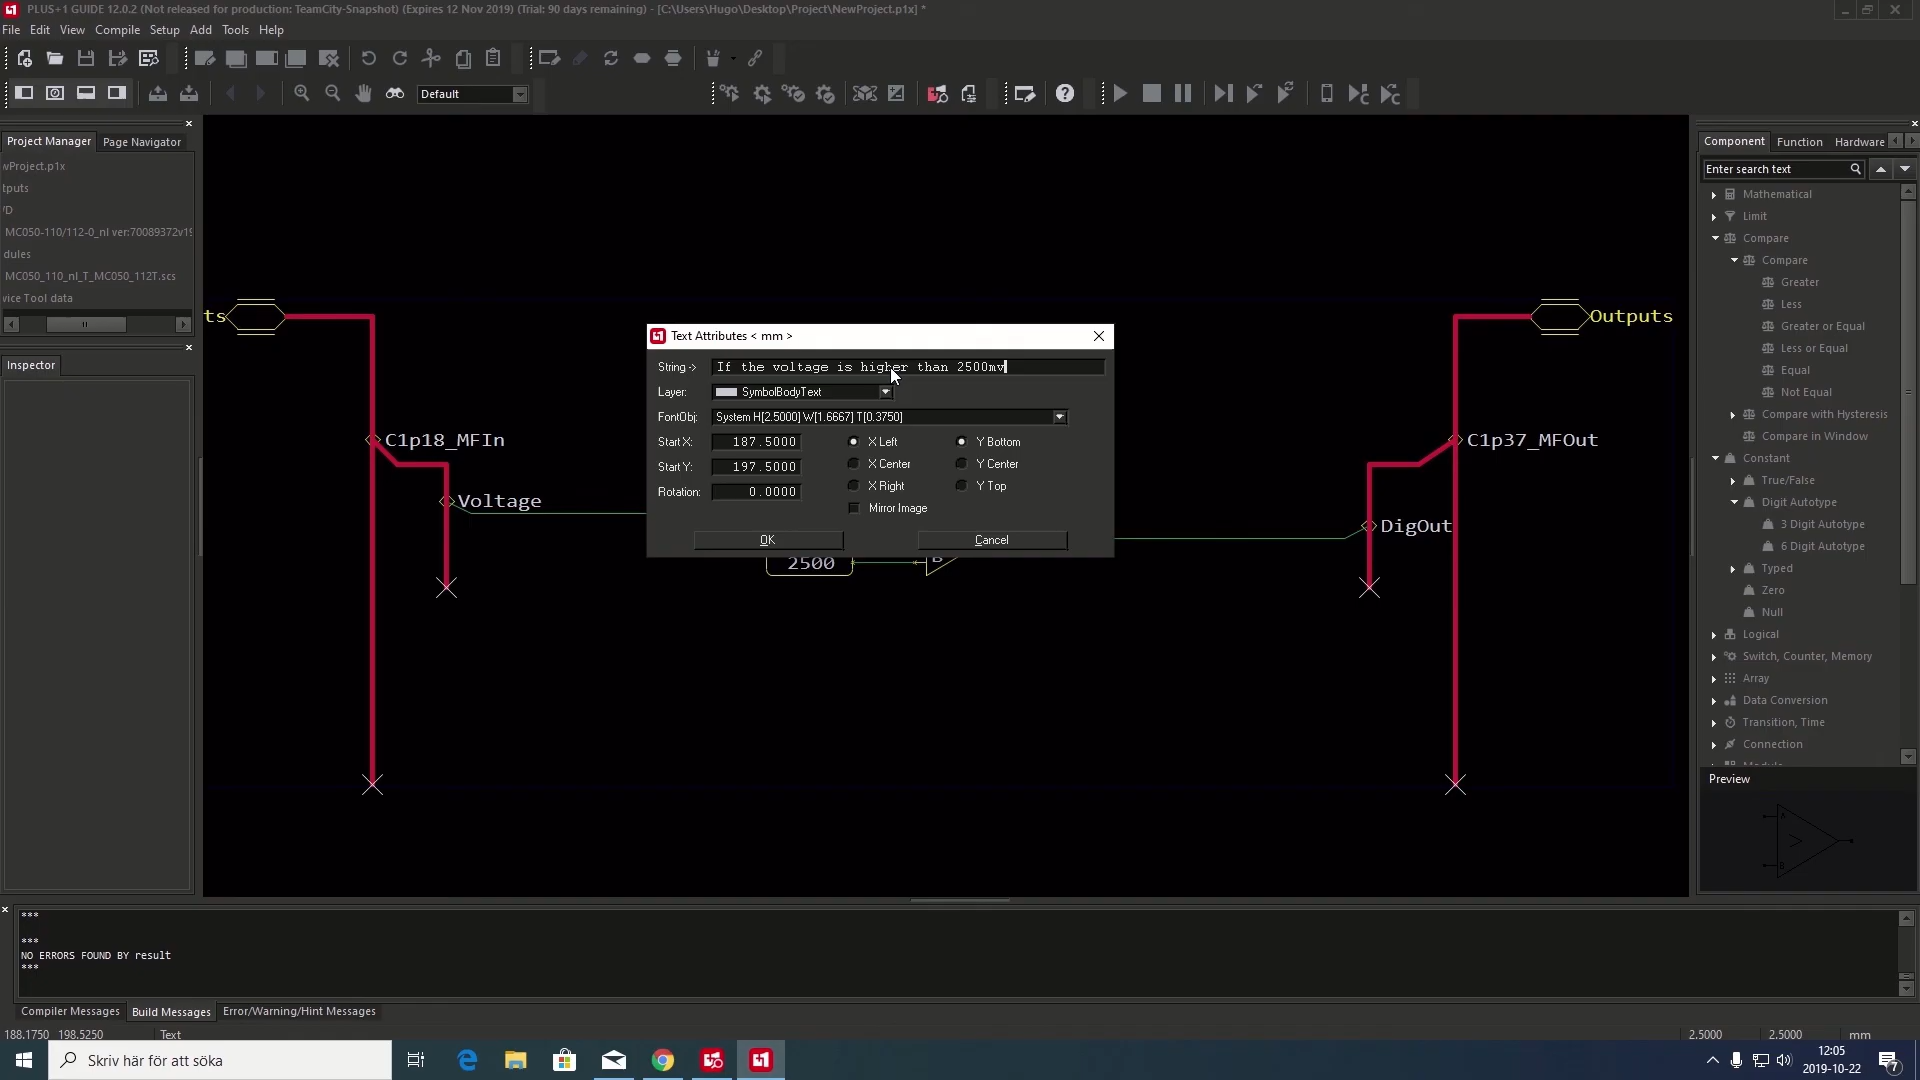 PLUS+1 GUIDE 12.0.2 (Not released for production: TeamCity-Snapshot) (Expires 12 Nov 2019) (Trial: 90 days remaining) - [C:\Users\Hugo\Desktop\Project\NewProject.p1x] *
File Edit View Compile Setup Add Tools Help
Default
Project Manager Page Navigator
wProject.p1x
tputs
/D
MC050-110/112-0_nl ver:70089372v19
dules
MC050_110_nl_T_MC050_112T.scs
vice Tool data
Inspector
ts
C1p18_MFIn
Voltage
2500
B
Outputs
C1p37_MFOut
DigOut
Text Attributes < mm >
String -> If the voltage is higher than 2500mv
Layer: SymbolBodyText
FontObj: System H[2.5000] W[1.6667] T[0.3750]
Start X: 187.5000 X Left Y Bottom
Start Y: 197.5000 X Center Y Center
X Right Y Top
Rotation: 0.0000
Mirror Image
OK Cancel
Component Function Hardware
Enter search text
Mathematical
Limit
Compare
Compare
Greater
Less
Greater or Equal
Less or Equal
Equal
Not Equal
Compare with Hysteresis
Compare in Window
Constant
True/False
Digit Autotype
3 Digit Autotype
6 Digit Autotype
Typed
Zero
Null
Logical
Switch, Counter, Memory
Array
Data Conversion
Transition, Time
Connection
Preview
A
>
B
***
***
NO ERRORS FOUND BY result
***
Compiler Messages Build Messages Error/Warning/Hint Messages
188.1750 198.5250 Text 2.5000 2.5000 mm
Skriv här för att söka
12:05
2019-10-22
7